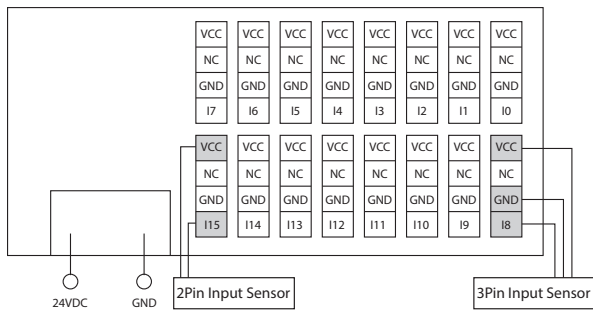 VCC VCC VCC VCC VCC VCC VCC VCC
NC NC NC NC NC NC NC NC
GND GND GND GND GND GND GND GND
I7 I6 I5 I4 I3 I2 I1 I0
VCC VCC VCC VCC VCC VCC VCC VCC
NC NC NC NC NC NC NC NC
GND GND GND GND GND GND GND GND
I15 I14 I13 I12 I11 I10 I9 I8
24VDC GND 2Pin Input Sensor 3Pin Input Sensor